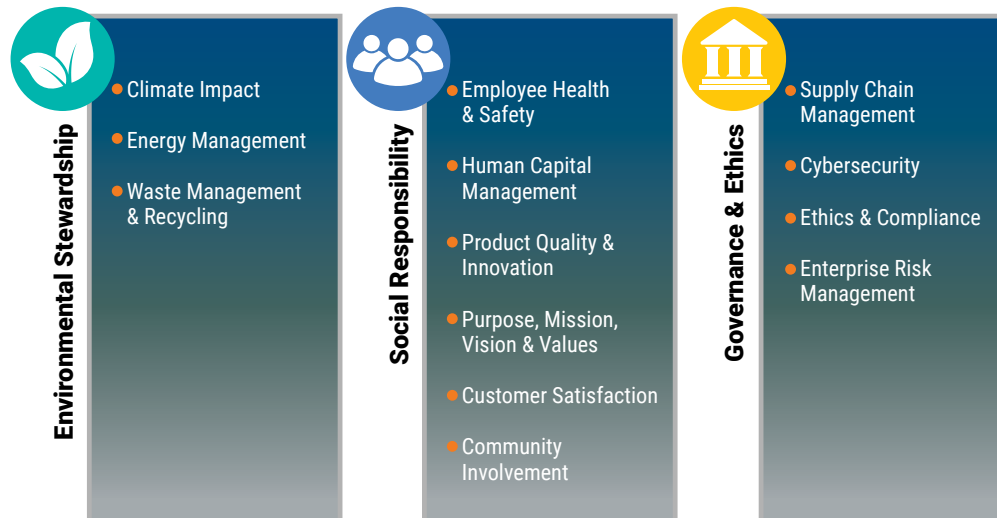 Environmental Stewardship
Climate Impact
Energy Management
Waste Management
& Recycling
Social Responsibility
Employee Health
& Safety
Human Capital
Management
Product Quality &
Innovation
Purpose, Mission,
Vision & Values
Customer Satisfaction
Community
Involvement
Governance & Ethics
Supply Chain
Management
Cybersecurity
Ethics & Compliance
Enterprise Risk
Management